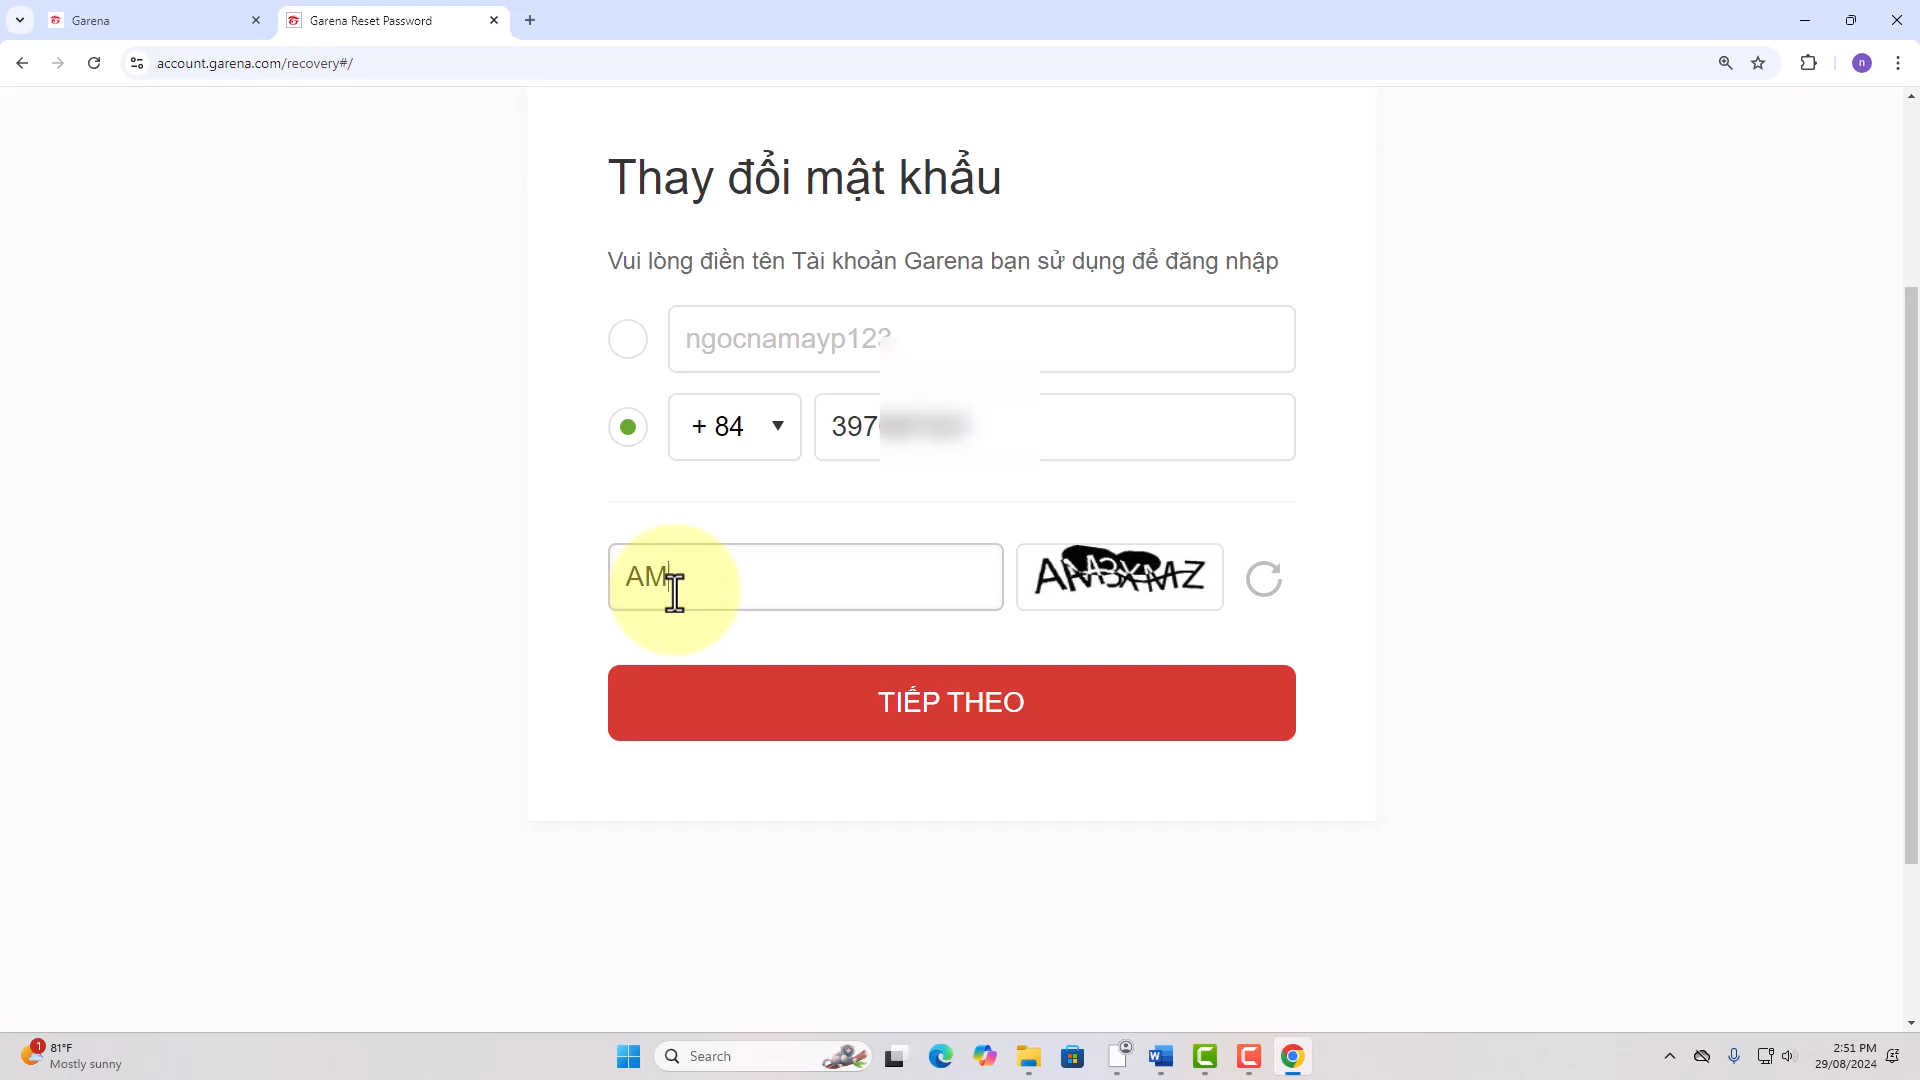 Garena
Garena Reset Password
account.garena.com/recovery#/
n
Thay đổi mật khẩu
Vui lòng điền tên Tài khoản Garena bạn sử dụng để đăng nhập
ngocnamayp123
+ 84
397
AM
TIẾP THEO
1
81°F
Mostly sunny
Search
2:51 PM
29/08/2024